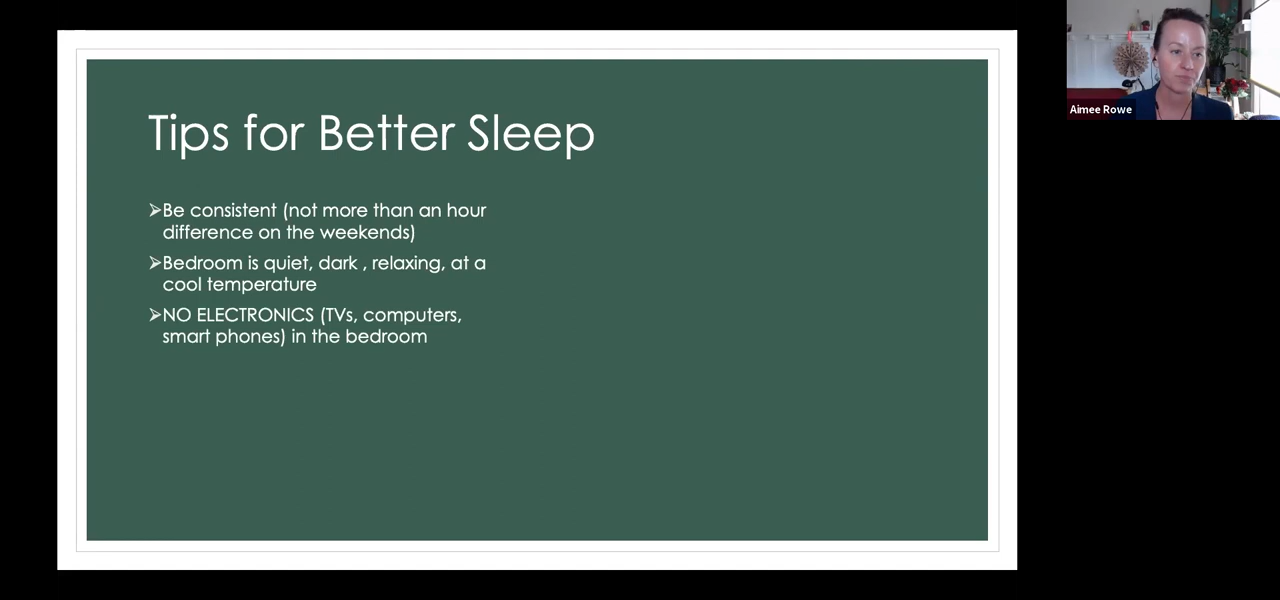 Tips for Better Sleep
➢Be consistent (not more than an hour
difference on the weekends)
➢Bedroom is quiet, dark , relaxing, at a
cool temperature
➢NO ELECTRONICS (TVs, computers,
smart phones) in the bedroom
Aimee Rowe